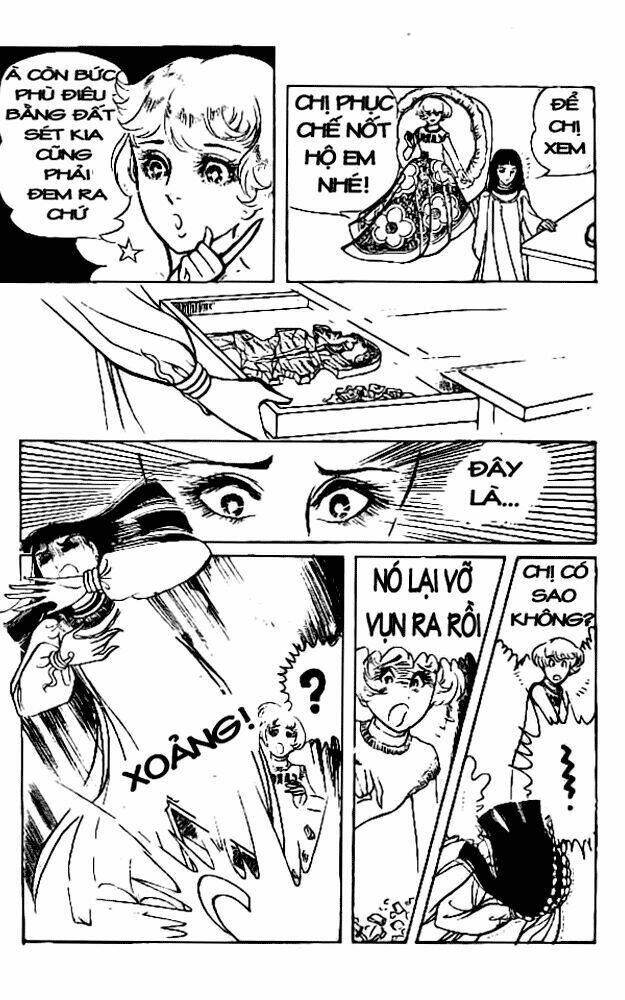 À CÒN BỨC
PHÙ ĐIÊU
BẰNG ĐẤT
SÉT KIA
CŨNG
PHẢI
ĐEM RA
CHỨ
CHỊ PHỤC
CHẾ NỐT
HỘ EM
NHÉ!
ĐỂ
CHỊ
XEM
ĐÂY
LÀ...
XOẢNG!
?
NÓ LẠI VỠ
VỤN RA RỒI
CHỊ CÓ
SAO
KHÔNG?